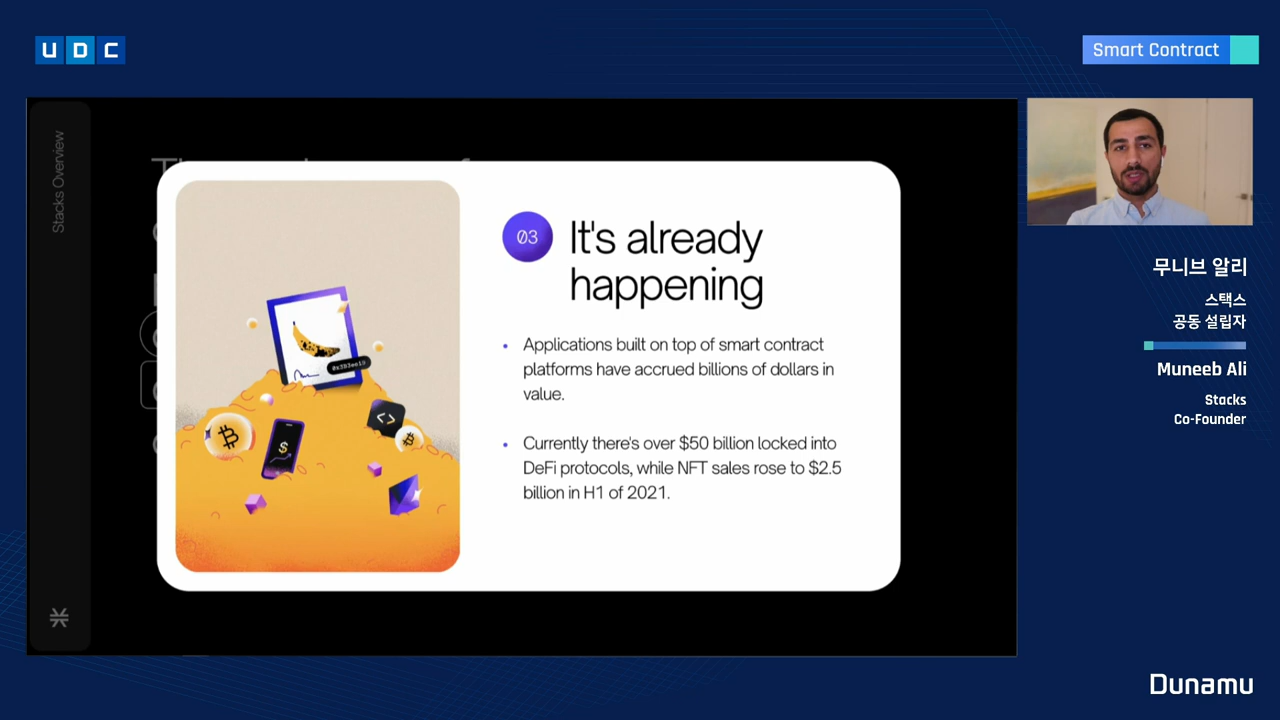 UDC
Smart Contract
Stacks Overview
03
It's already
happening
• Applications built on top of smart contract
platforms have accrued billions of dollars in
value.
• Currently there's over $50 billion locked into
DeFi protocols, while NFT sales rose to $2.5
billion in H1 of 2021.
무니브 알리
스택스
공동 설립자
Muneeb Ali
Stacks
Co-Founder
Dunamu